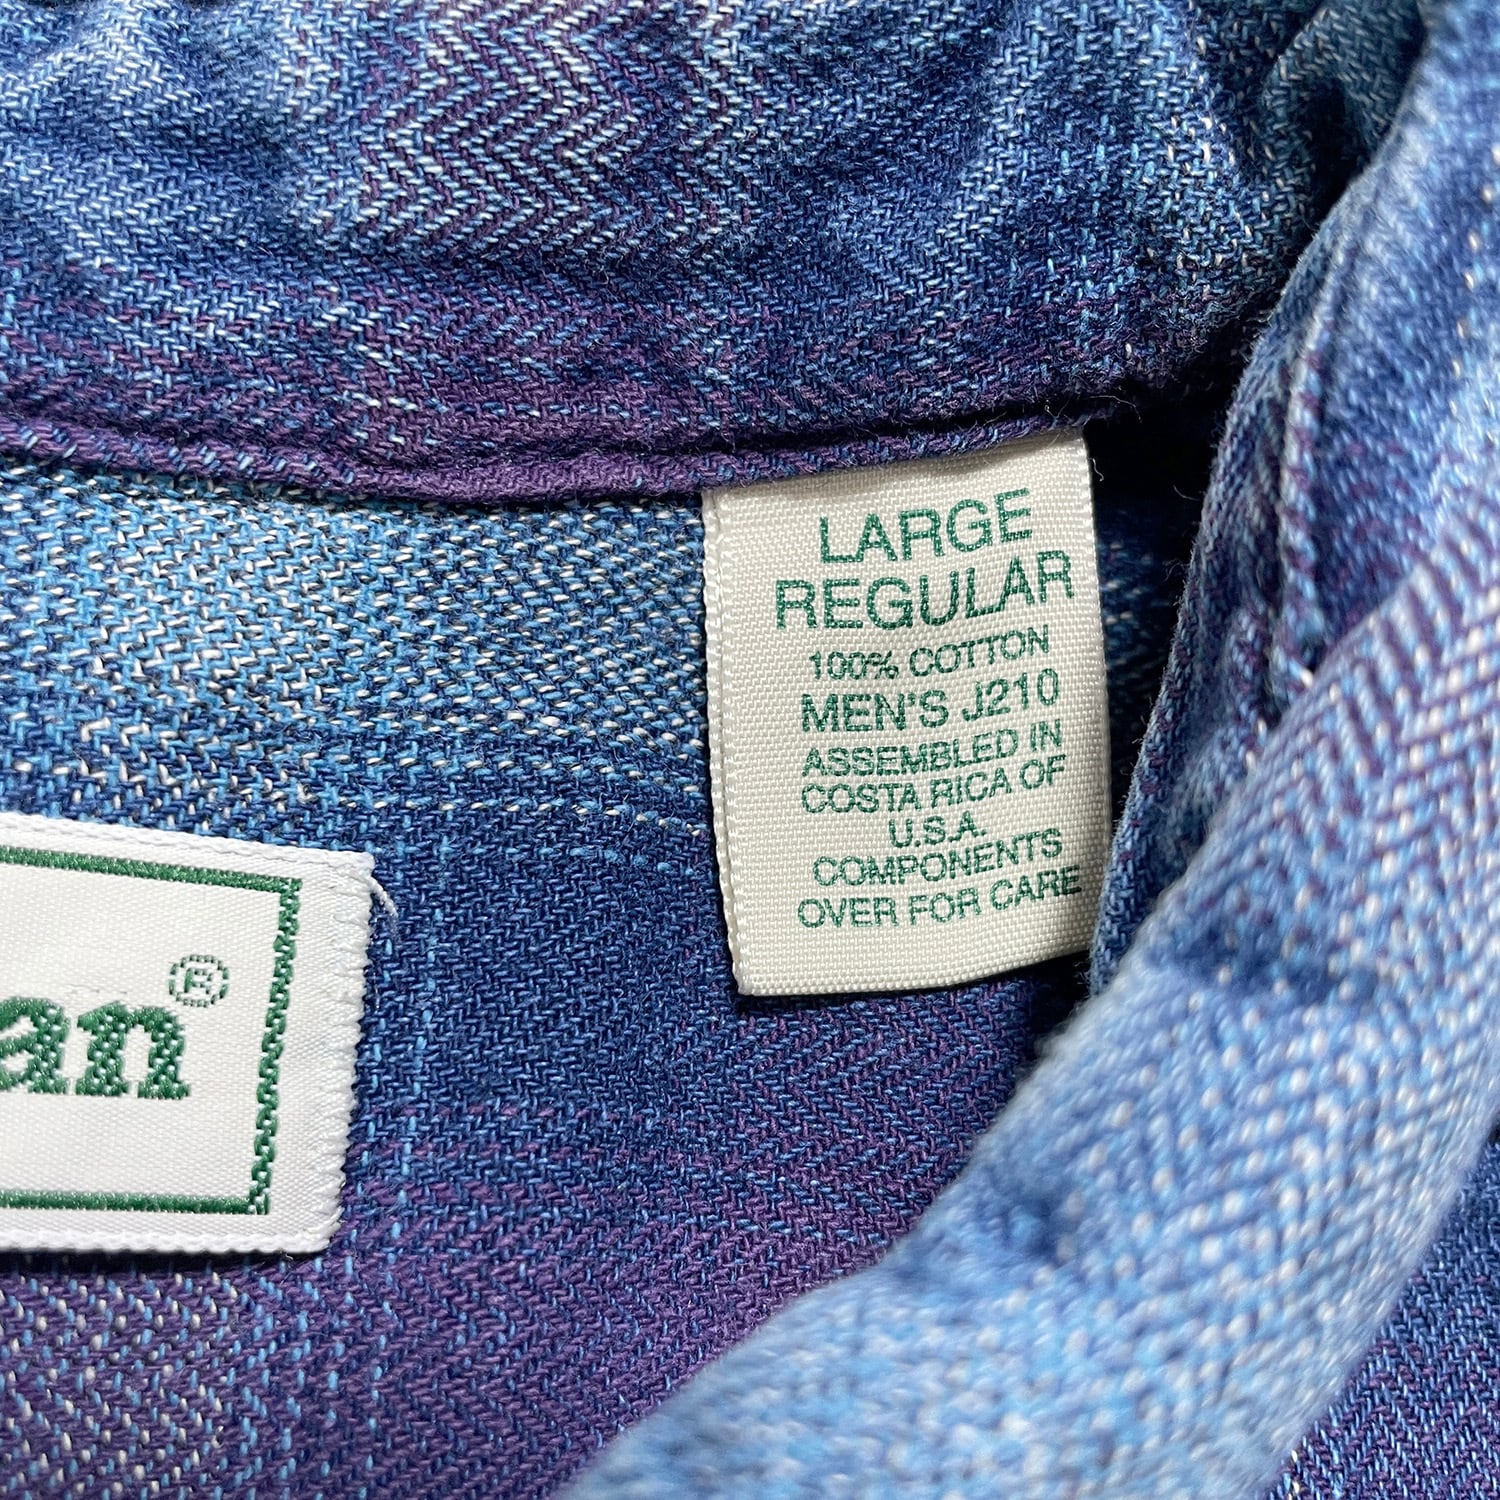 LARGE
REGULAR
100% COTTON
MEN'S J210
ASSEMBLED IN
COSTA RICA OF
U.S.A.
COMPONENTS
OVER FOR CARE
an®